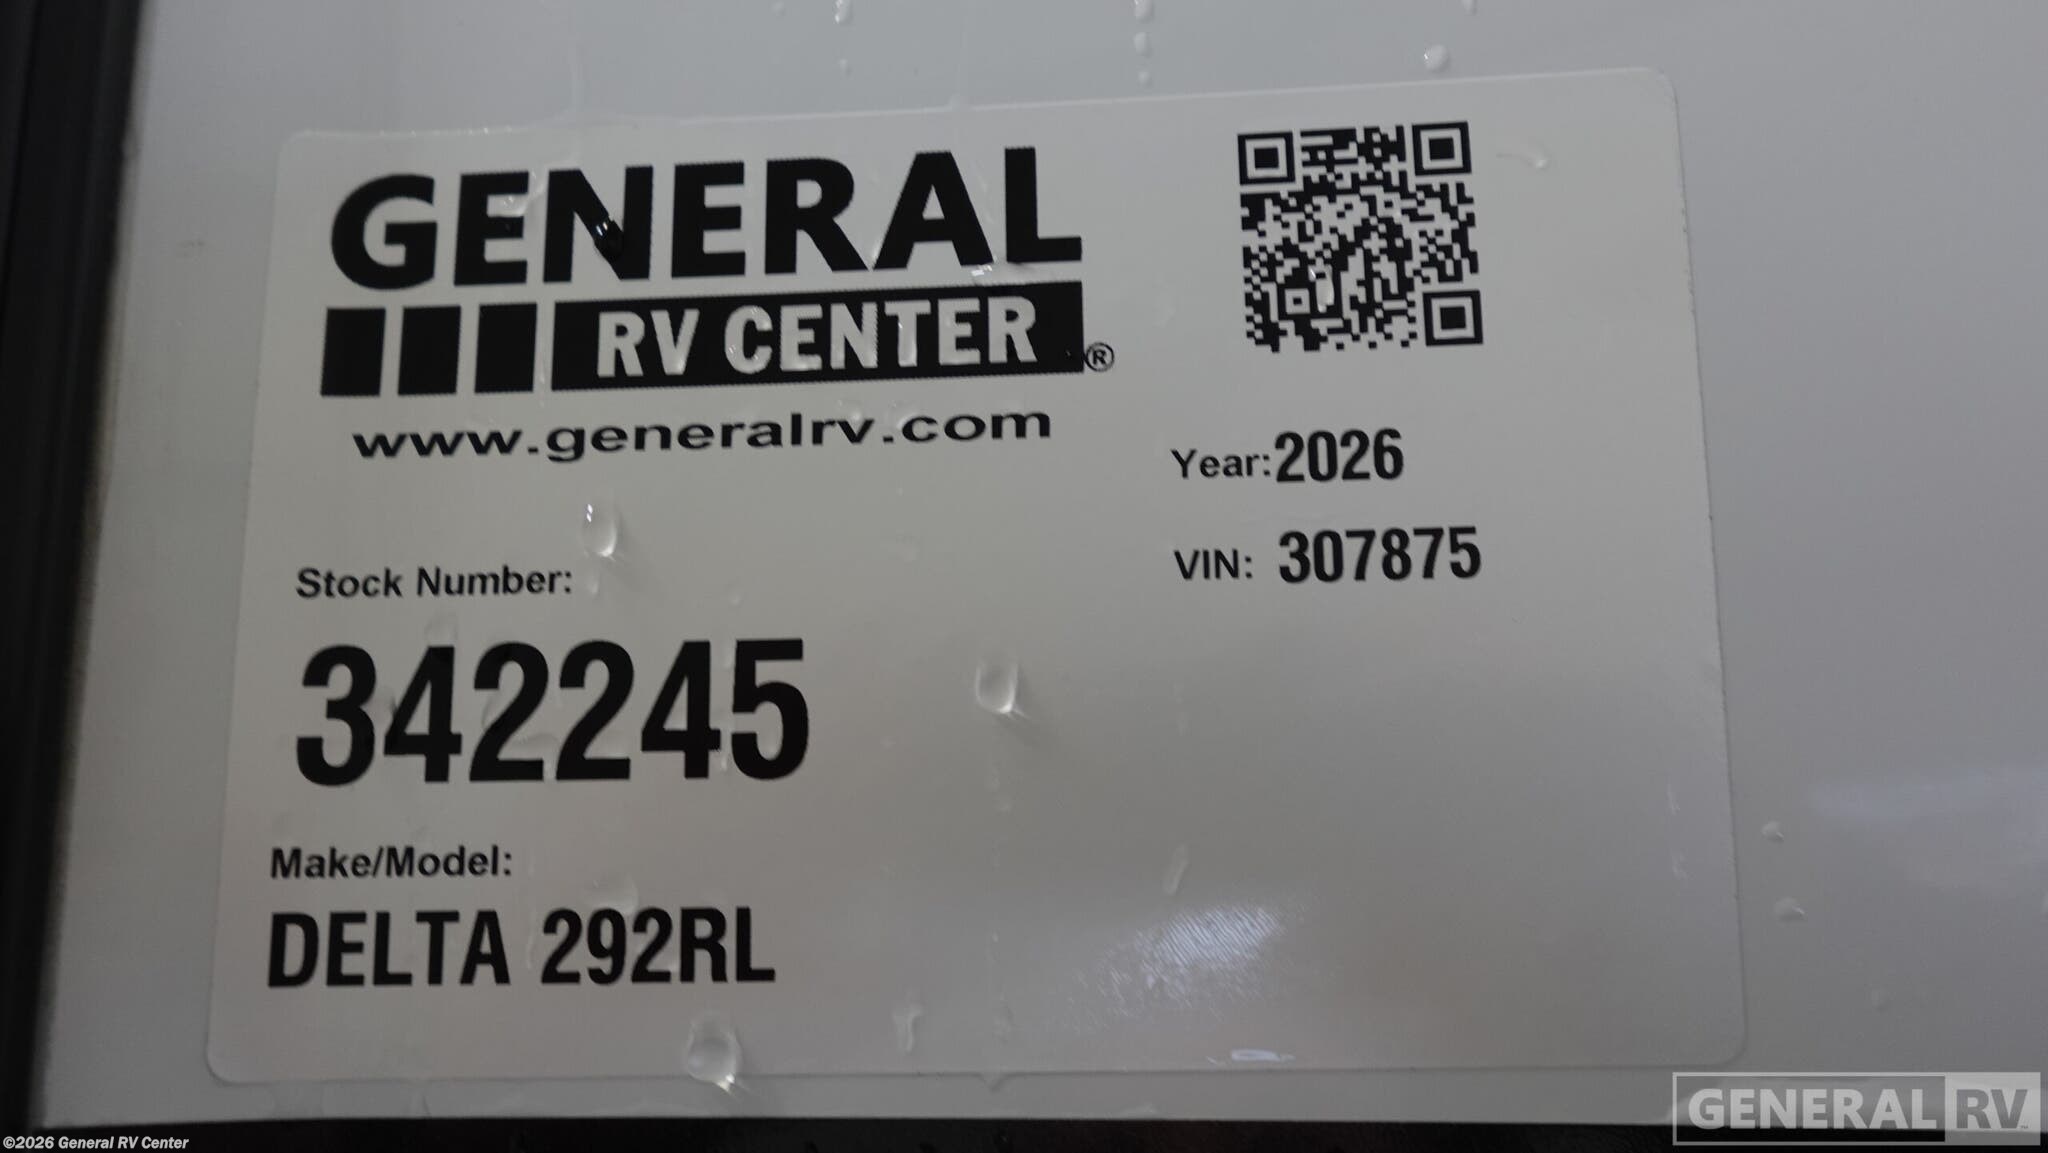 GENERAL
RV CENTER®
www.generalrv.com
Year: 2026
VIN: 307875
Stock Number:
342245
Make/Model:
DELTA 292RL
GENERAL RV™
©2026 General RV Center